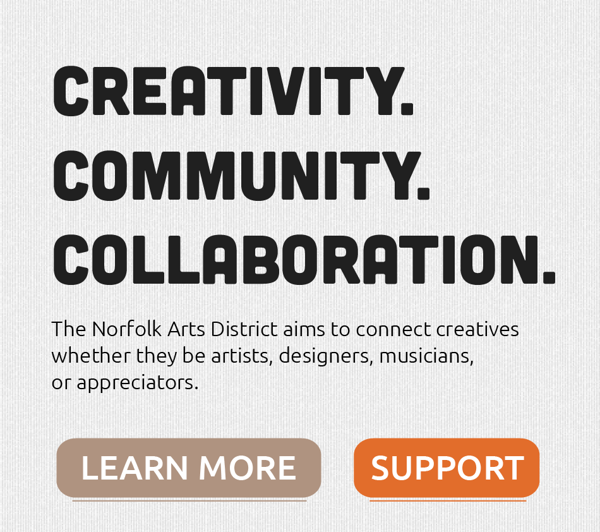 CREATIVITY.
COMMUNITY.
COLLABORATION.
The Norfolk Arts District aims to connect creatives
whether they be artists, designers, musicians,
or appreciators.
LEARN MORE
SUPPORT